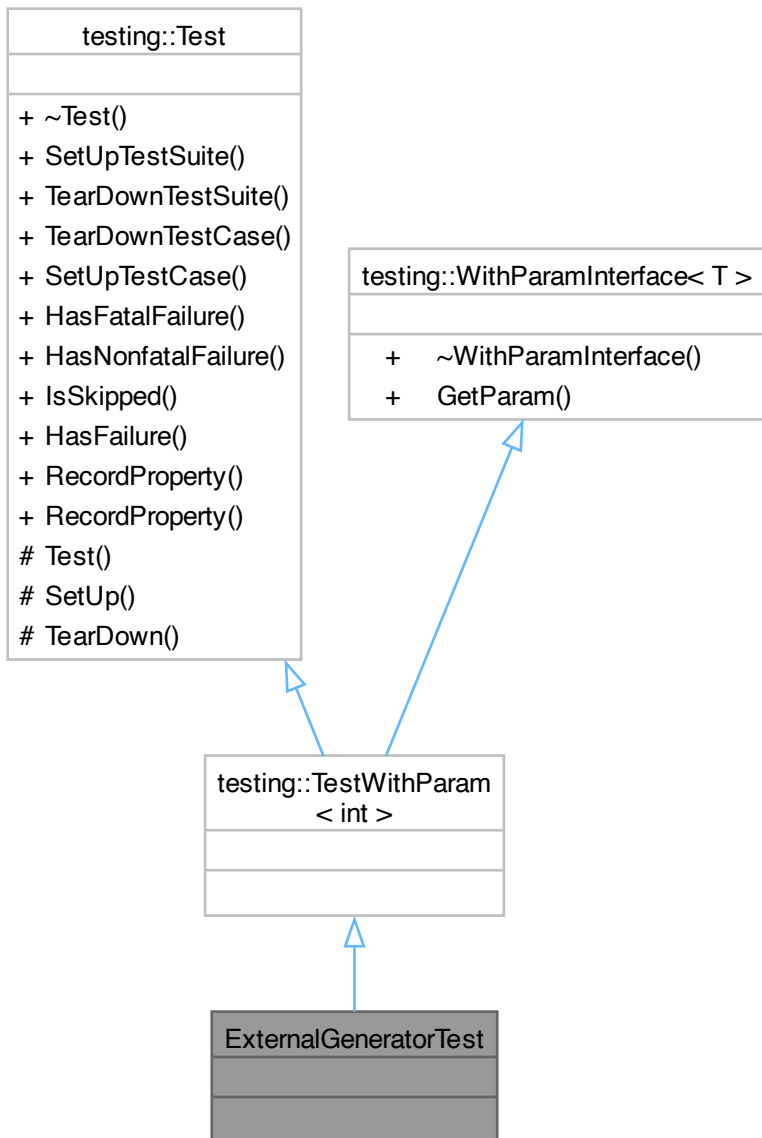 testing::Test
+ ~Test()
+ SetUpTestSuite()
+ TearDownTestSuite()
+ TearDownTestCase()
+ SetUpTestCase()
+ HasFatalFailure()
+ HasNonfatalFailure()
+ IsSkipped()
+ HasFailure()
+ RecordProperty()
+ RecordProperty()
# Test()
# SetUp()
# TearDown()
testing::WithParamInterface< T >
+ ~WithParamInterface()
+ GetParam()
testing::TestWithParam
< int >
ExternalGeneratorTest